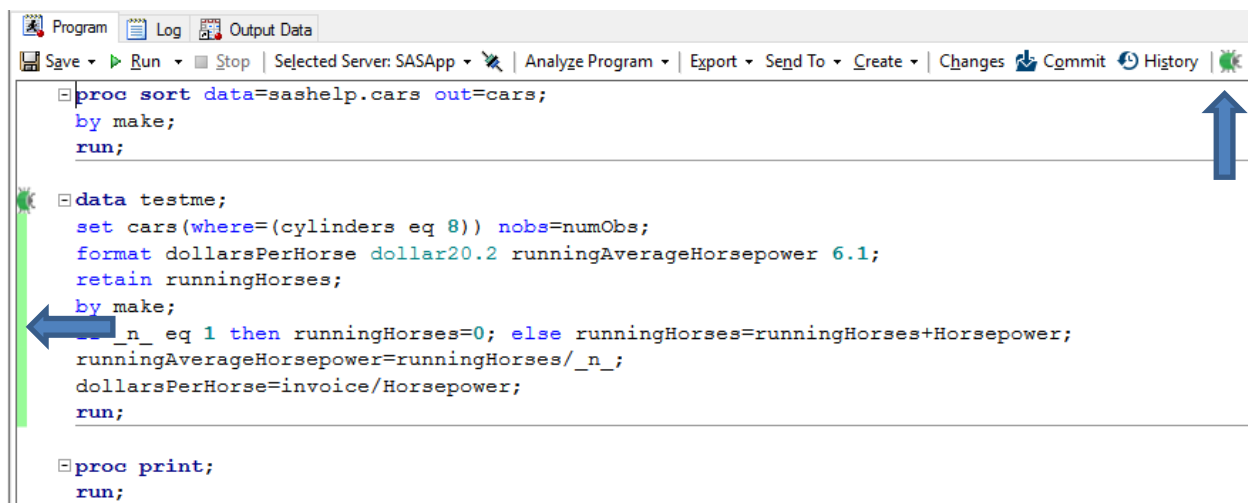 Program Log Output Data
Save Run Stop Selected Server: SASApp Analyze Program Export Send To Create Changes Commit History
proc sort data=sashelp.cars out=cars;
by make;
run;
data testme;
set cars(where=(cylinders eq 8)) nobs=numObs;
format dollarsPerHorse dollar20.2 runningAverageHorsepower 6.1;
retain runningHorses;
by make;
_n_ eq 1 then runningHorses=0; else runningHorses=runningHorses+Horsepower;
runningAverageHorsepower=runningHorses/_n_;
dollarsPerHorse=invoice/Horsepower;
run;
proc print;
run;